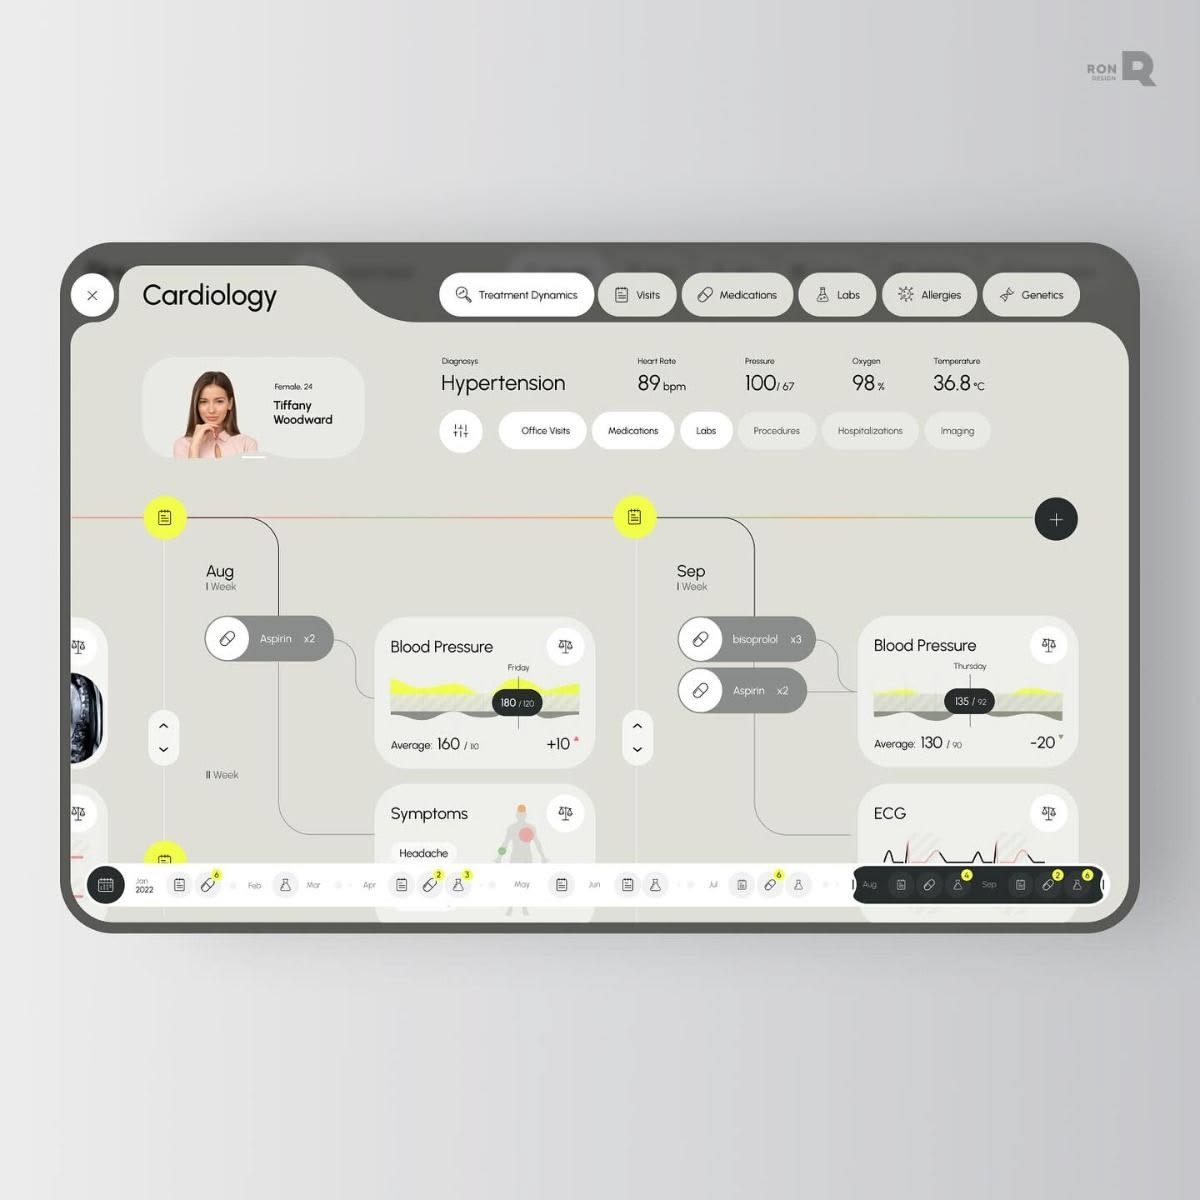 RON
DESIGN
Cardiology
Treatment Dynamics
Visits
Medications
Labs
Allergies
Genetics
Female, 24
Tiffany
Woodward
Diagnosys
Hypertension
Heart Rate
89 bpm
Pressure
100/ 67
Oxygen
98 %
Temperature
36.8 °C
Office Visits
Medications
Labs
Procedures
Hospitalizations
Imaging
Aug
I Week
Aspirin x2
II Week
Blood Pressure
Friday
180 / 120
Average: 160 / 110
+10
Symptoms
Headache
Sep
I Week
bisoprolol x3
Aspirin x2
Blood Pressure
Thursday
135 / 92
Average: 130 / 90
-20
ECG
Jan
2022
6
Feb
Mar
Apr
2
3
May
Jun
Jul
6
Aug
4
Sep
2
6